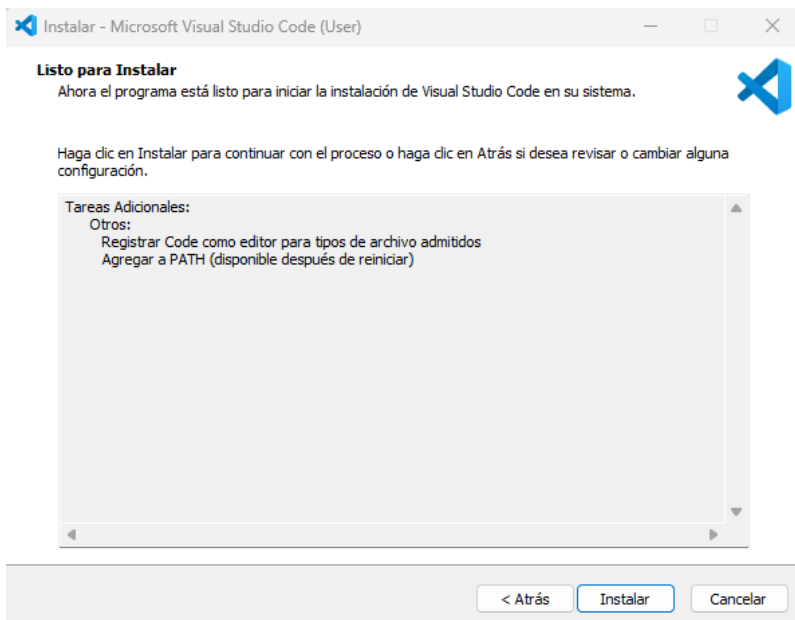 Instalar - Microsoft Visual Studio Code (User)
Listo para Instalar
Ahora el programa está listo para iniciar la instalación de Visual Studio Code en su sistema.
Haga clic en Instalar para continuar con el proceso o haga clic en Atrás si desea revisar o cambiar alguna
configuración.
Tareas Adicionales:
Otros:
Registrar Code como editor para tipos de archivo admitidos
Agregar a PATH (disponible después de reiniciar)
< Atrás
Instalar
Cancelar